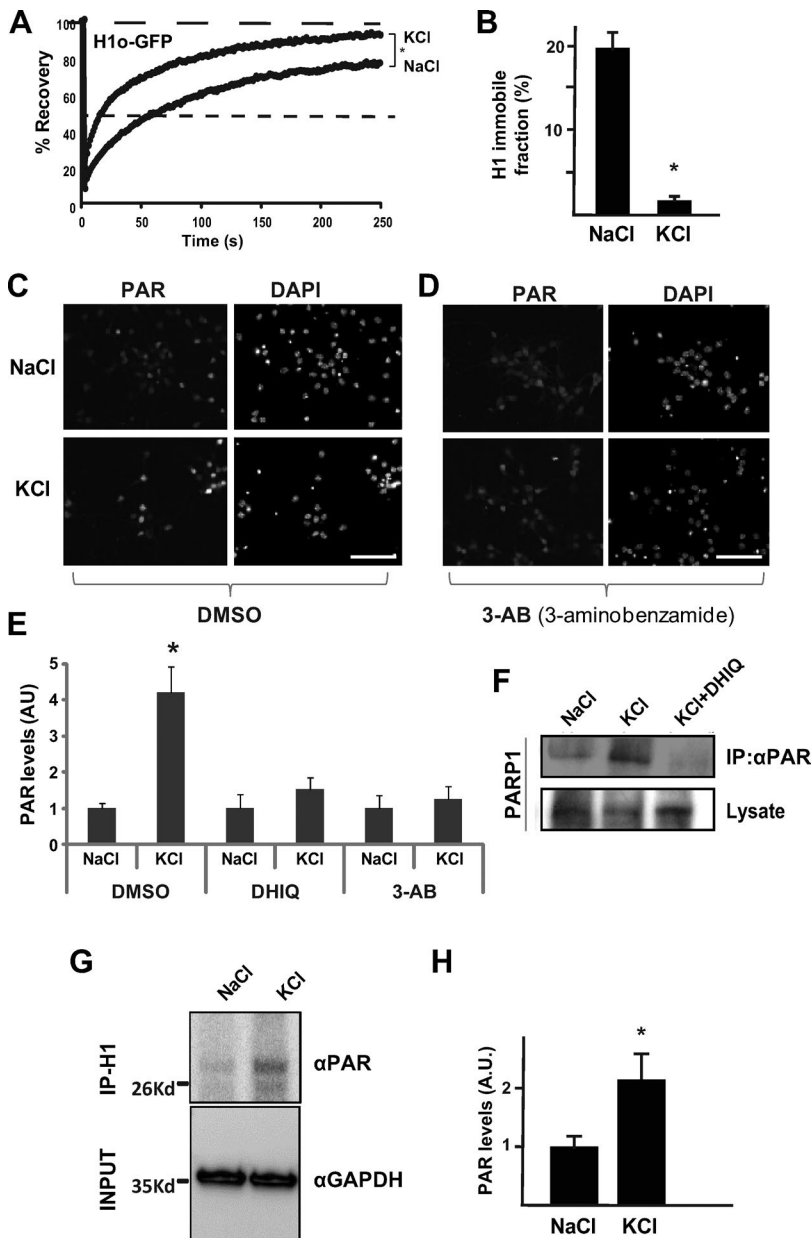 A
H1o-GFP
% Recovery
100
80
60
40
20
0
0
50
100
150
200
250
Time (s)
KCl
*
NaCl
B
H1 immobile
fraction (%)
20
10
*
NaCl
KCl
C
PAR
DAPI
NaCl
KCl
DMSO
D
PAR
DAPI
3-AB (3-aminobenzamide)
E
PAR levels (AU)
5
4
3
2
1
0
*
NaCl
KCl
NaCl
KCl
NaCl
KCl
DMSO
DHIQ
3-AB
F
NaCl
KCl
KCl+DHIQ
PARP1
IP:αPAR
Lysate
G
NaCl
KCl
IP-H1
26Kd
αPAR
INPUT
35Kd
αGAPDH
H
PAR levels (A.U.)
2
1
*
NaCl
KCl